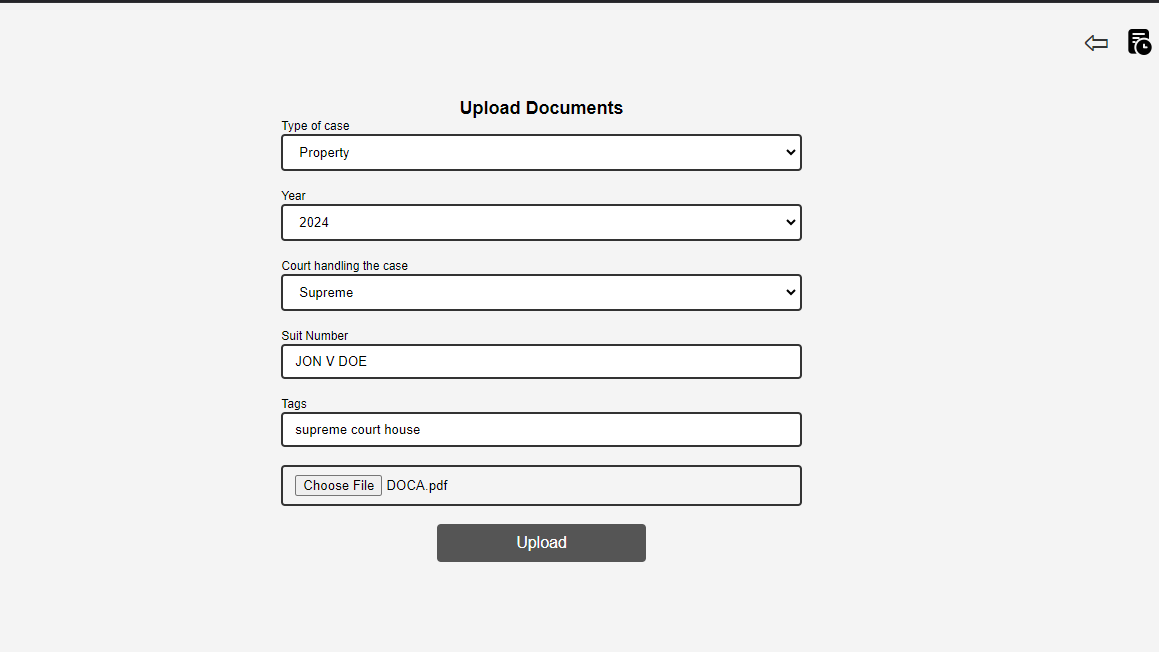 Upload Documents
Type of case
Property
Year
2024
Court handling the case
Supreme
Suit Number
JON V DOE
Tags
supreme court house
Choose File DOCA.pdf
Upload